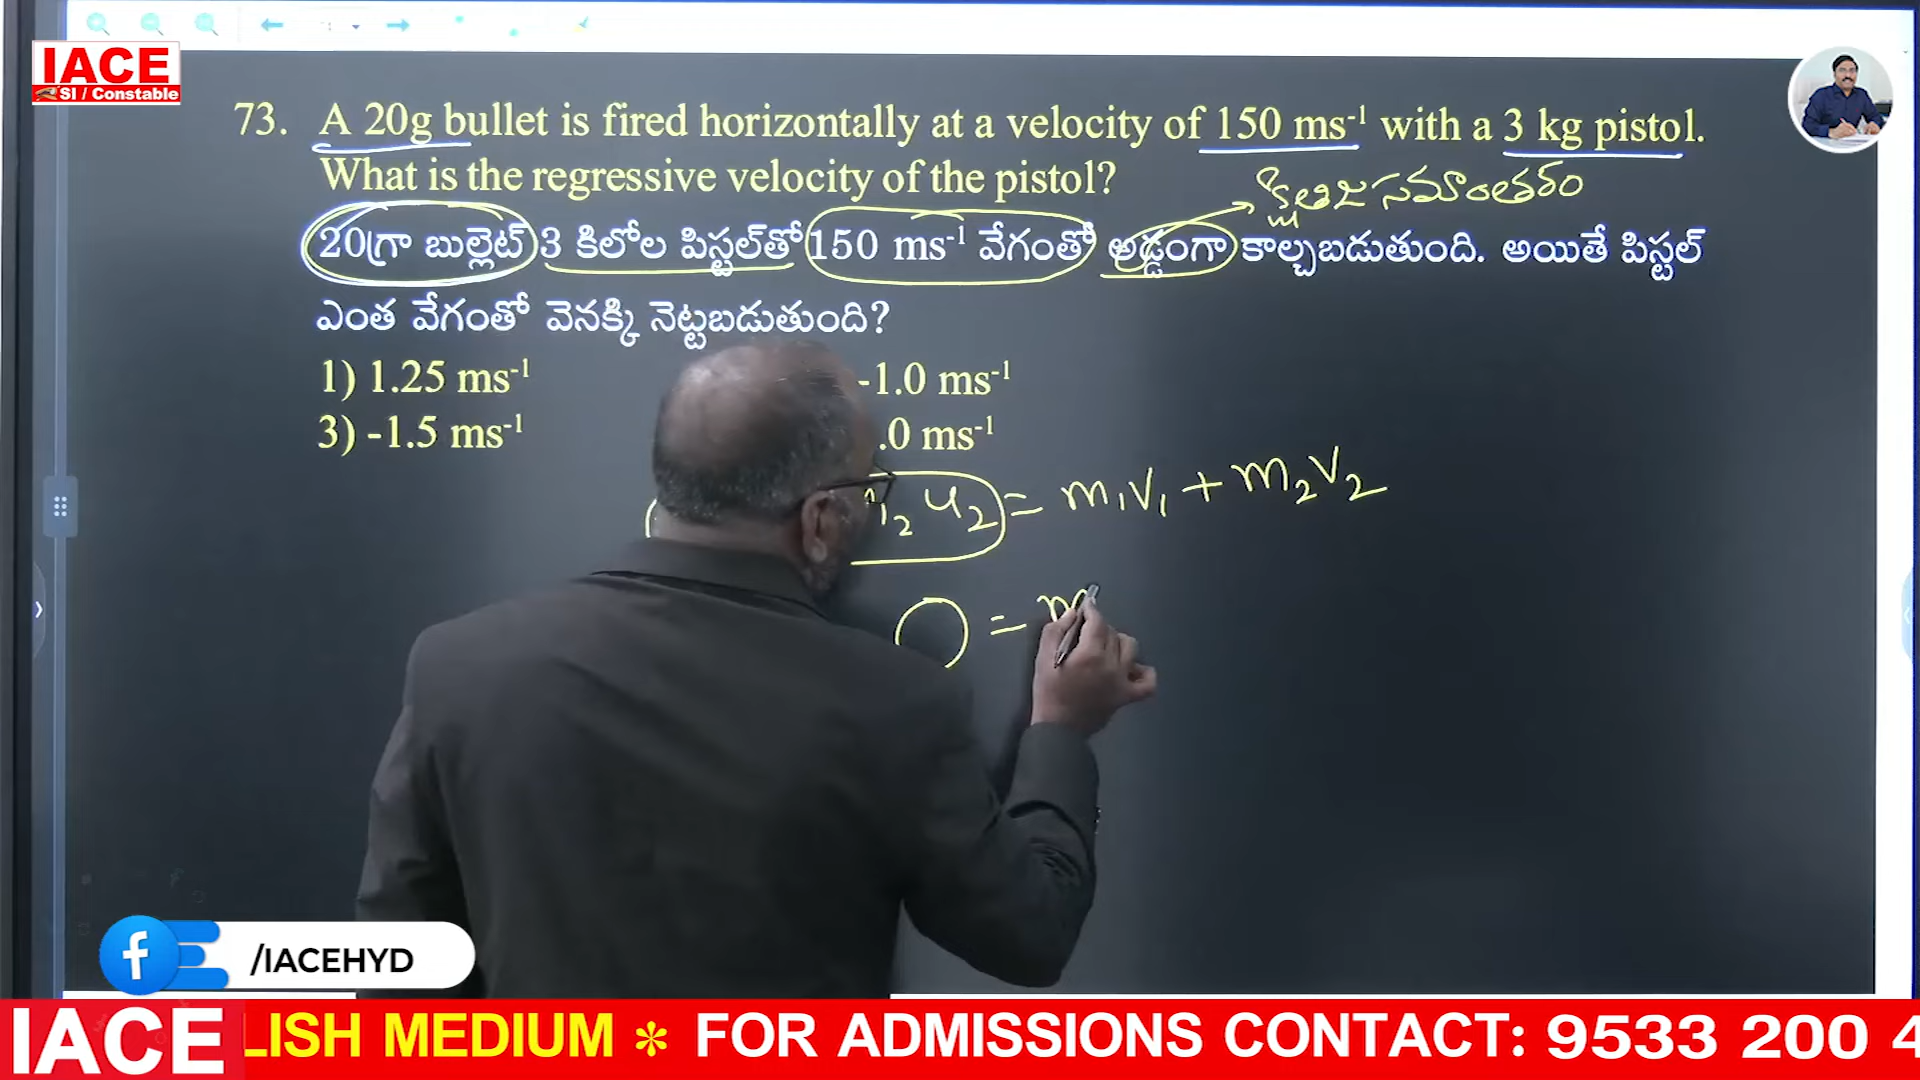 IACE
SI / Constable
73. A 20g bullet is fired horizontally at a velocity of 150 ms-1 with a 3 kg pistol.
What is the regressive velocity of the pistol?
క్షితిజ సమాంతరం
20గ్రా బుల్లెట్ 3 కిలోల పిస్టల్‌తో 150 ms-1 వేగంతో అడ్డంగా కాల్చబడుతుంది. అయితే పిస్టల్
ఎంత వేగంతో వెనక్కి నెట్టబడుతుంది?
1) 1.25 ms-1 -1.0 ms-1
3) -1.5 ms-1 .0 ms-1
2 u2 = m1v1 + m2v2
0 = m
/IACEHYD
IACE LISH MEDIUM * FOR ADMISSIONS CONTACT: 9533 200 4